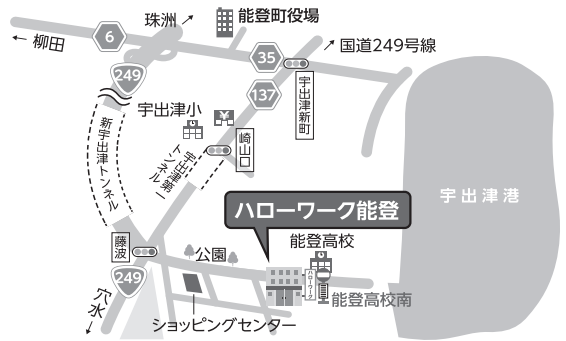 珠洲
能登町役場
← 柳田
6
35
国道249号線
249
137
宇出津新町
宇出津小
崎山口
新宇出津トンネル
宇出津第一トンネル
宇出津港
ハローワーク能登
藤波
公園
能登高校
249
ハローワーク
能登高校南
穴水
ショッピングセンター